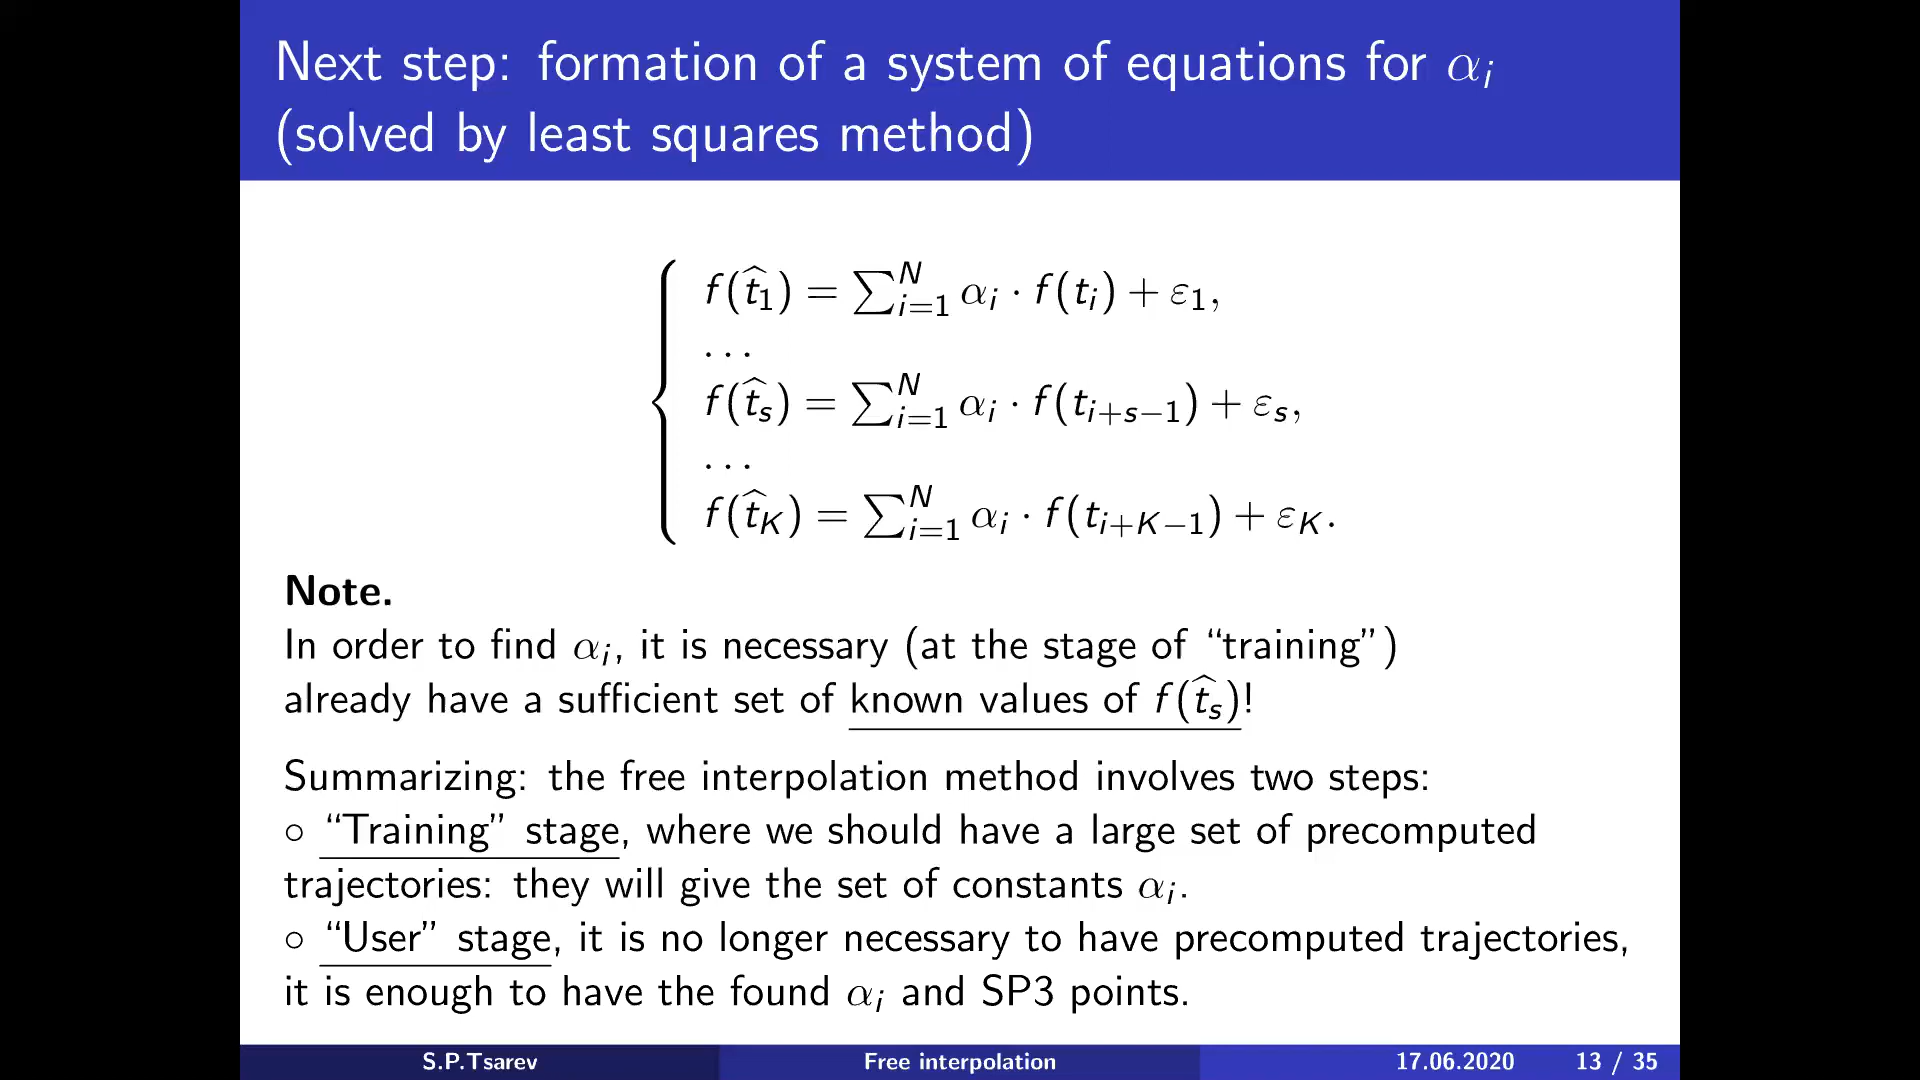 Next step: formation of a system of equations for αᵢ
(solved by least squares method)
f(t̂₁) = ∑ᵢ₌₁ᴺ αᵢ · f(tᵢ) + ε₁,
...
f(t̂ₛ) = ∑ᵢ₌₁ᴺ αᵢ · f(tᵢ₊ₛ₋₁) + εₛ,
...
f(t̂_K) = ∑ᵢ₌₁ᴺ αᵢ · f(t_{i+K−1}) + ε_K.
Note.
In order to find αᵢ, it is necessary (at the stage of “training”)
already have a sufficient set of known values of f(t̂ₛ)!
Summarizing: the free interpolation method involves two steps:
○ “Training” stage, where we should have a large set of precomputed
trajectories: they will give the set of constants αᵢ.
○ “User” stage, it is no longer necessary to have precomputed trajectories,
it is enough to have the found αᵢ and SP3 points.
S.P.Tsarev Free interpolation 17.06.2020 13 / 35